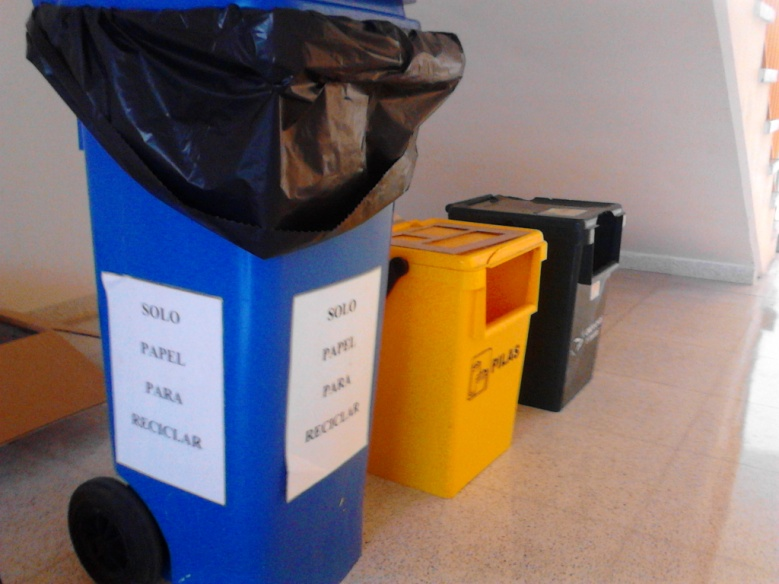 SOLO
PAPEL
PARA
RECICLAR
SOLO
PAPEL
PARA
RECICLAR
PILAS